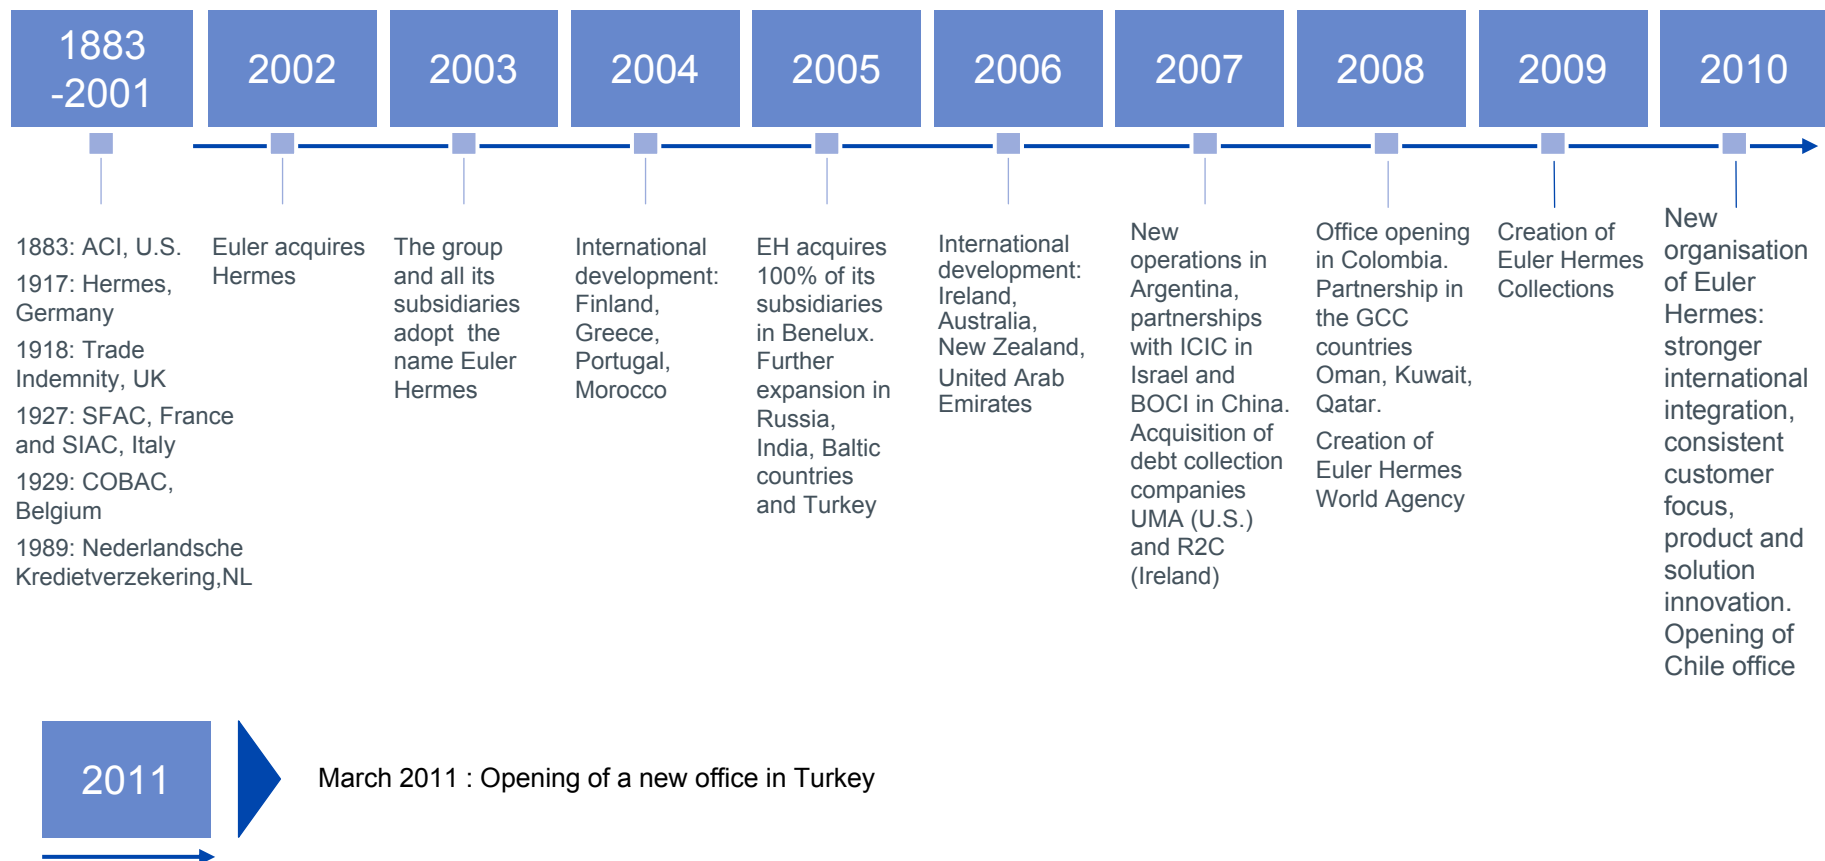 1883
-2001
2002
2003
2004
2005
2006
2007
2008
2009
2010
1883: ACI, U.S.
1917: Hermes,
Germany
1918: Trade
Indemnity, UK
1927: SFAC, France
and SIAC, Italy
1929: COBAC,
Belgium
1989: Nederlandsche
Kredietverzekering,NL
Euler acquires
Hermes
The group
and all its
subsidiaries
adopt the
name Euler
Hermes
International
development:
Finland,
Greece,
Portugal,
Morocco
EH acquires
100% of its
subsidiaries
in Benelux.
Further
expansion in
Russia,
India, Baltic
countries
and Turkey
International
development:
Ireland,
Australia,
New Zealand,
United Arab
Emirates
New
operations in
Argentina,
partnerships
with ICIC in
Israel and
BOCI in China.
Acquisition of
debt collection
companies
UMA (U.S.)
and R2C
(Ireland)
Office opening
in Colombia.
Partnership in
the GCC
countries
Oman, Kuwait,
Qatar.
Creation of
Euler Hermes
World Agency
Creation of
Euler Hermes
Collections
New
organisation
of Euler
Hermes:
stronger
international
integration,
consistent
customer
focus,
product and
solution
innovation.
Opening of
Chile office
2011
March 2011 : Opening of a new office in Turkey